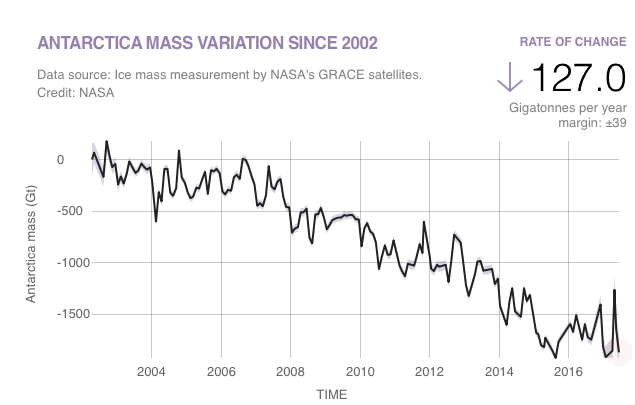 ANTARCTICA MASS VARIATION SINCE 2002
Data source: Ice mass measurement by NASA's GRACE satellites.
Credit: NASA
RATE OF CHANGE
↓ 127.0
Gigatonnes per year
margin: ±39
Antarctica mass (Gt)
0
-500
-1000
-1500
2004 2006 2008 2010 2012 2014 2016
TIME